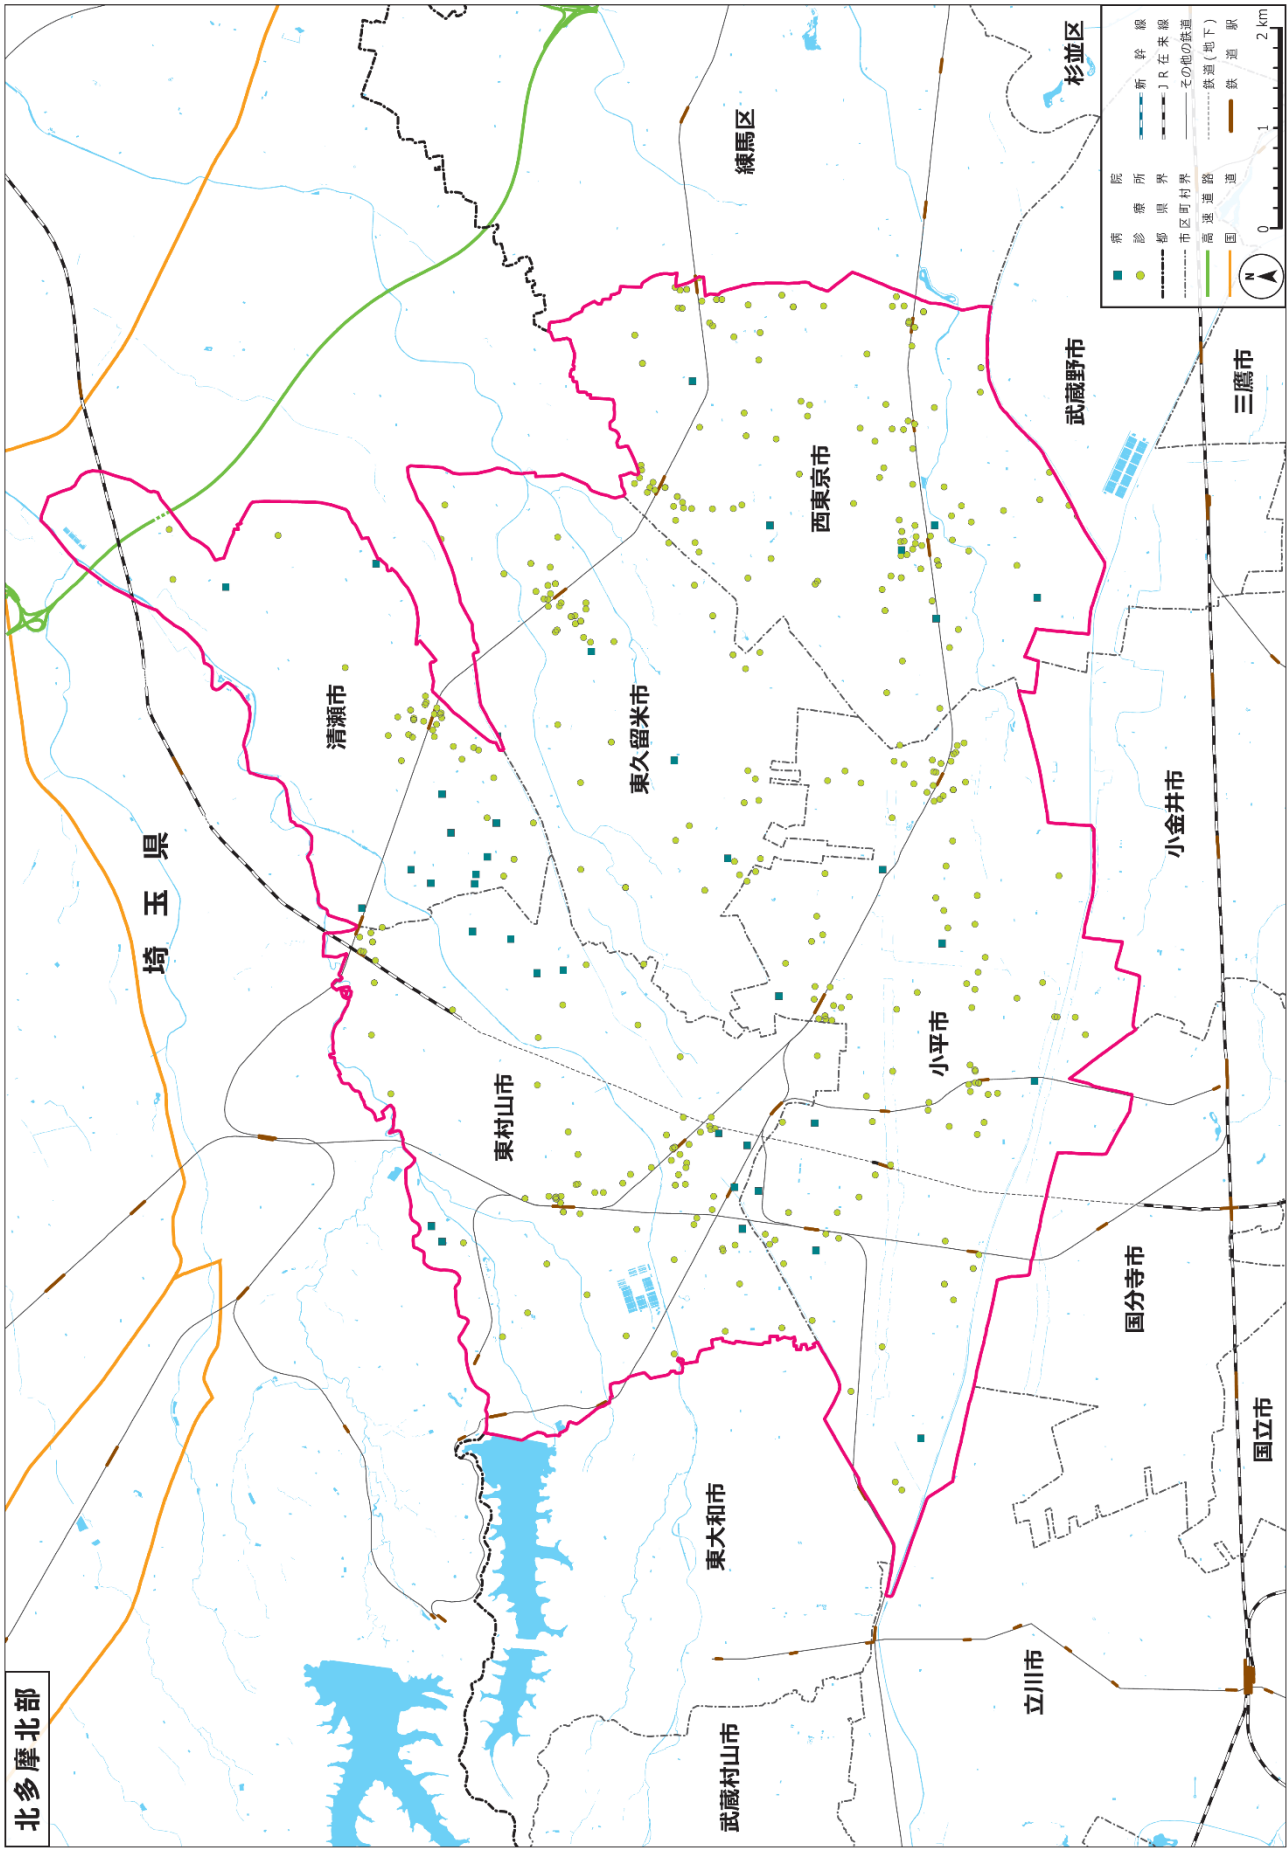 北多摩北部
埼玉県
清瀬市
東久留米市
西東京市
練馬区
杉並区
東村山市
小平市
武蔵野市
三鷹市
小金井市
国分寺市
国立市
東大和市
立川市
武蔵村山市
病院
診療所
都県界
市区町村界
高速道路
国道
新幹線
JR在来線
その他の鉄道
鉄道(地下)
鉄道駅
N
0 1 2 km